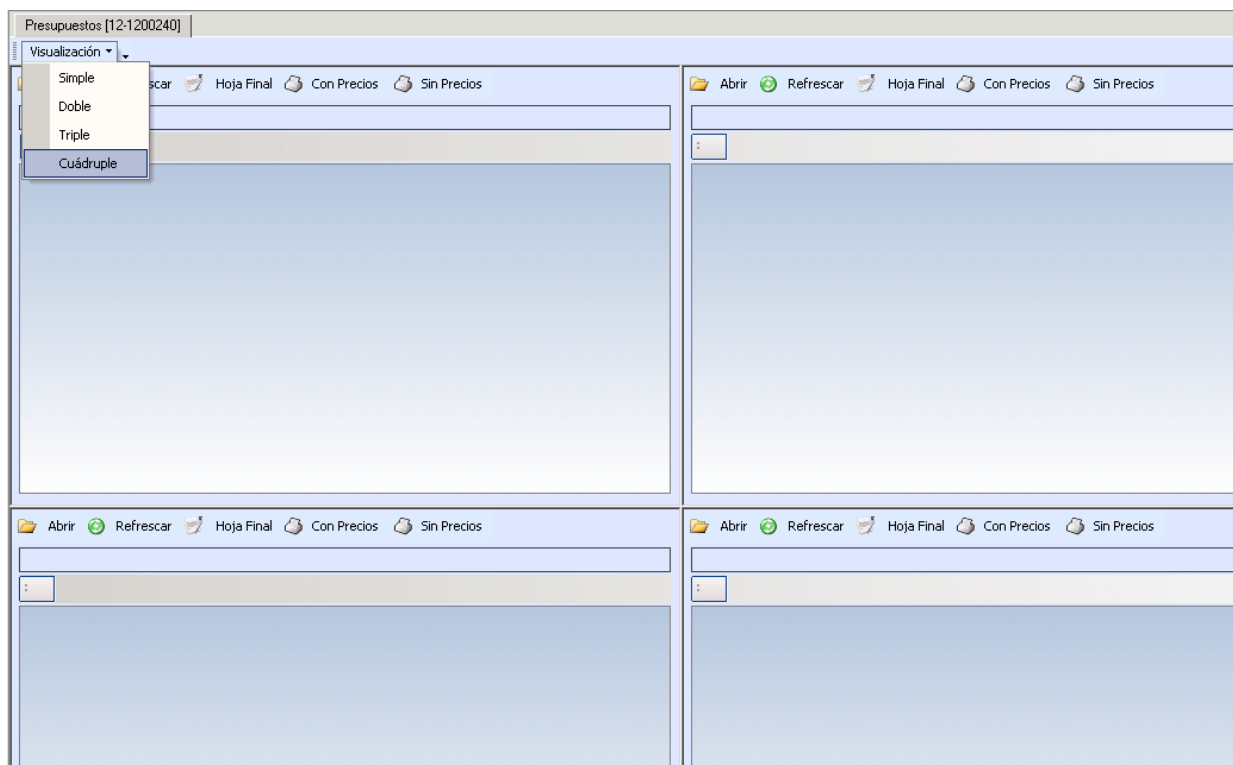 Presupuestos [12-1200240]
Visualización
Simple
Doble
Triple
Cuádruple
scar Hoja Final Con Precios Sin Precios
Abrir Refrescar Hoja Final Con Precios Sin Precios
:
Abrir Refrescar Hoja Final Con Precios Sin Precios
:
Abrir Refrescar Hoja Final Con Precios Sin Precios
: